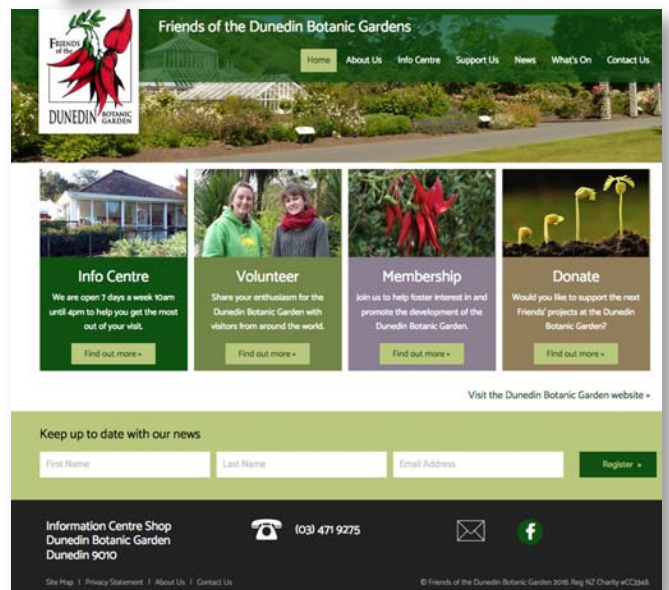 Friends of the Dunedin Botanic Gardens
FRIENDS
of the
DUNEDIN BOTANIC GARDEN
Home About Us Info Centre Support Us News What's On Contact Us
Info Centre
We are open 7 days a week 10am
until 4pm to help you get the most
out of your visit.
Find out more »
Volunteer
Share your enthusiasm for the
Dunedin Botanic Garden with
visitors from around the world.
Find out more »
Membership
Join us to help foster interest in and
promote the development of the
Dunedin Botanic Garden.
Find out more »
Donate
Would you like to support the next
Friends' projects at the Dunedin
Botanic Garden?
Find out more »
Visit the Dunedin Botanic Garden website »
Keep up to date with our news
First Name Last Name Email Address Register »
Information Centre Shop
Dunedin Botanic Garden
Dunedin 9010
(03) 471 9275
f
Site Map | Privacy Statement | About Us | Contact Us
© Friends of the Dunedin Botanic Garden 2018. Reg NZ Charity #CC3348.